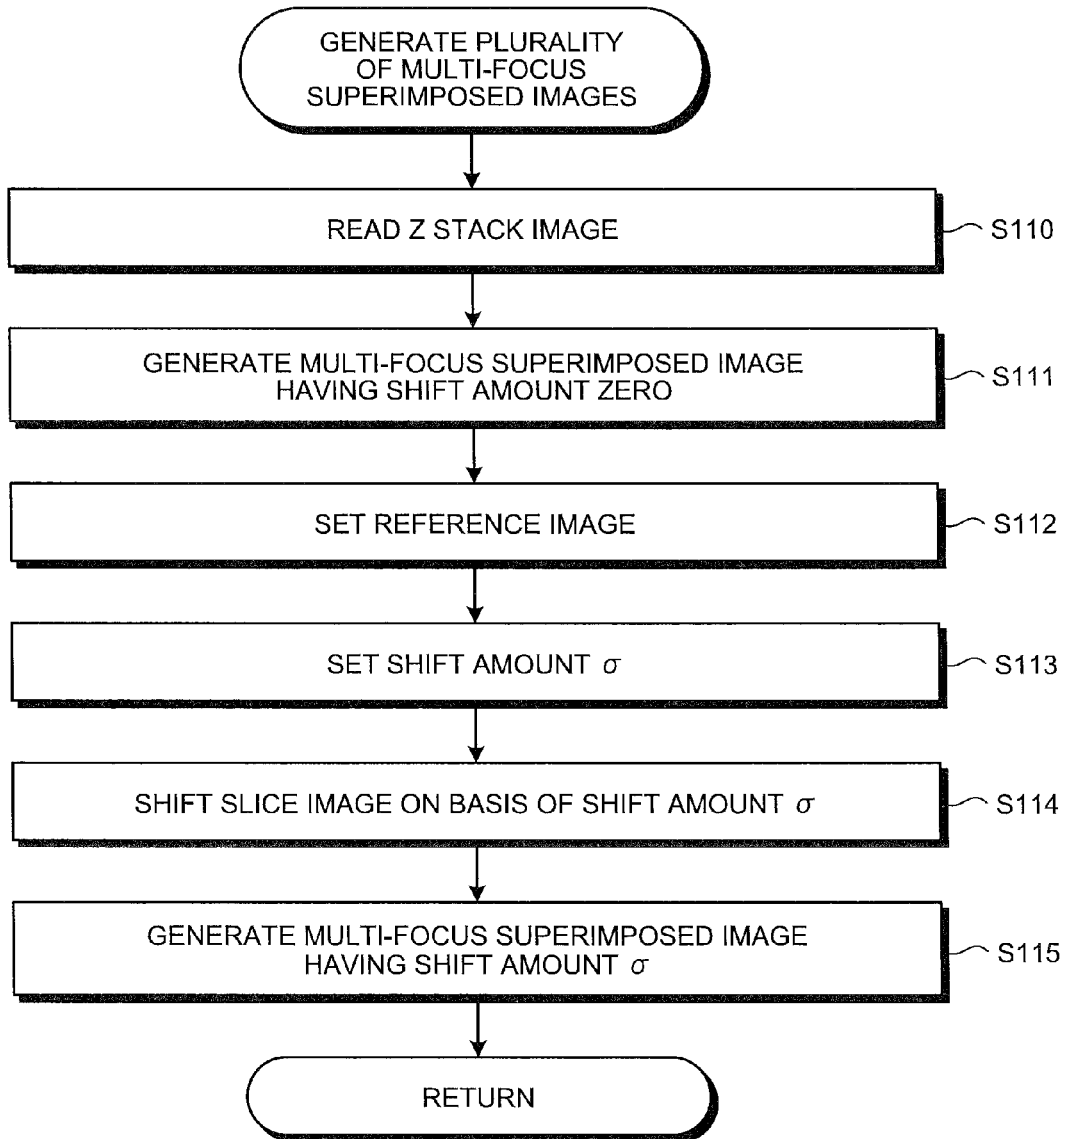 GENERATE PLURALITY
OF MULTI-FOCUS
SUPERIMPOSED IMAGES
READ Z STACK IMAGE
S110
GENERATE MULTI-FOCUS SUPERIMPOSED IMAGE
HAVING SHIFT AMOUNT ZERO
S111
SET REFERENCE IMAGE
S112
SET SHIFT AMOUNT σ
S113
SHIFT SLICE IMAGE ON BASIS OF SHIFT AMOUNT σ
S114
GENERATE MULTI-FOCUS SUPERIMPOSED IMAGE
HAVING SHIFT AMOUNT σ
S115
RETURN